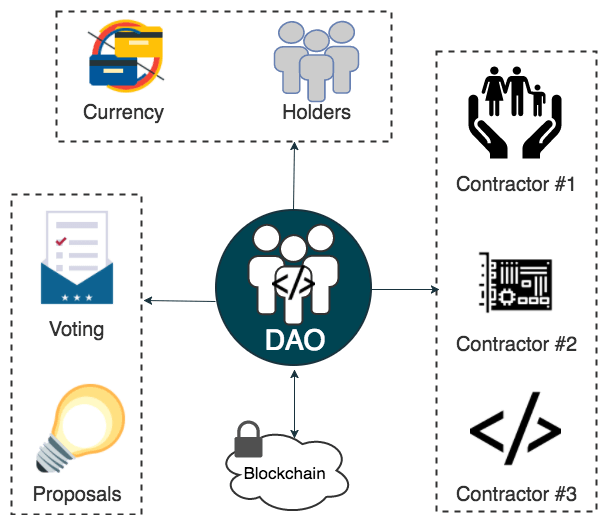 Currency
Holders
Contractor #1
Voting
</>
DAO
Contractor #2
Proposals
Blockchain
</>
Contractor #3